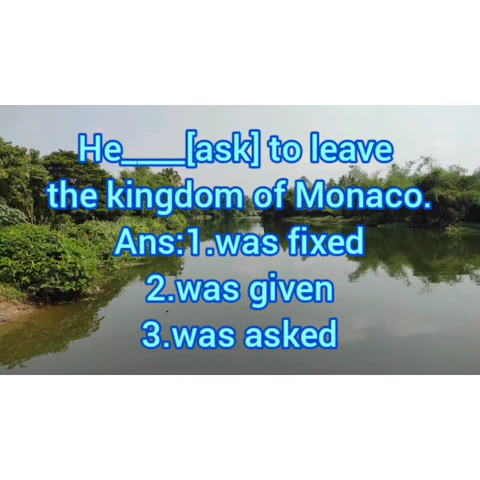 He____[ask] to leave
the kingdom of Monaco.
Ans:1.was fixed
2.was given
3.was asked